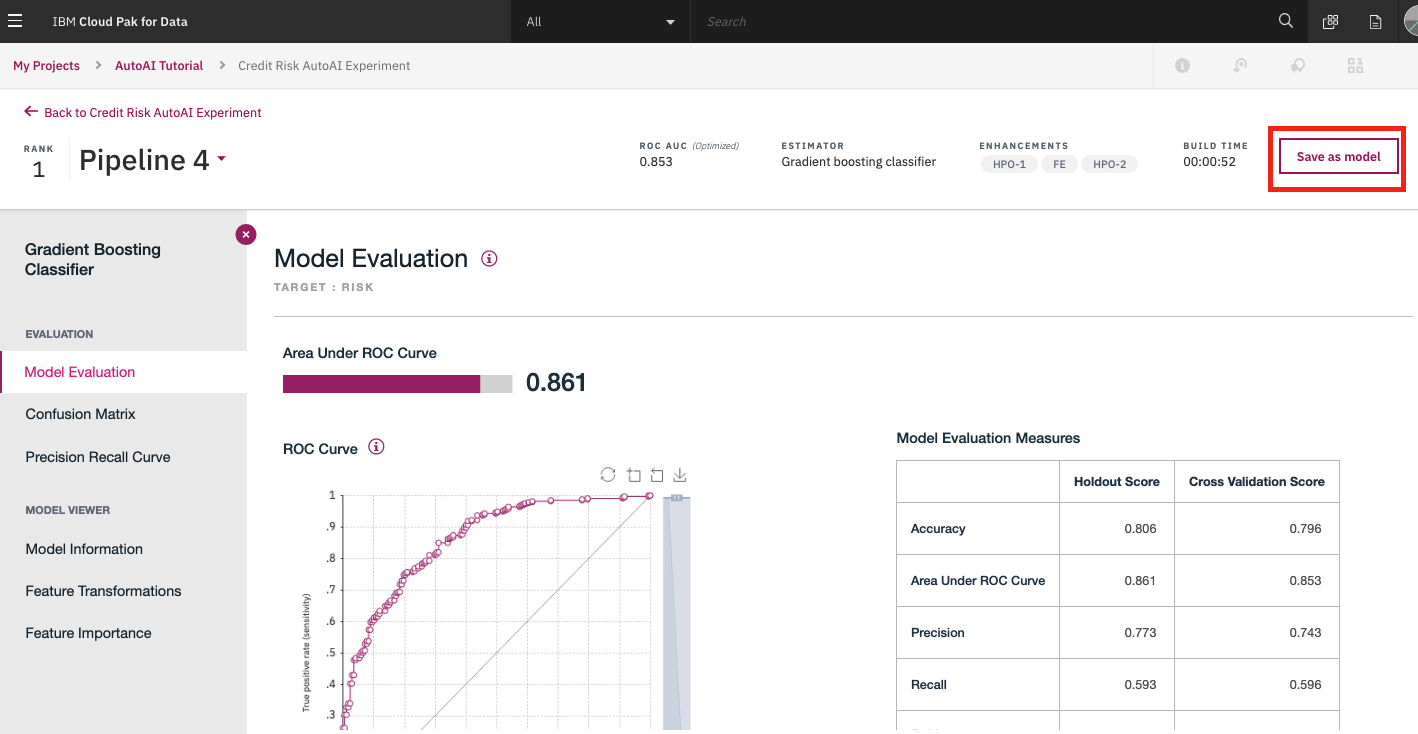 IBM Cloud Pak for Data
All
Search
My Projects > AutoAI Tutorial > Credit Risk AutoAI Experiment
← Back to Credit Risk AutoAI Experiment
RANK
1
Pipeline 4
ROC AUC (Optimized)
0.853
ESTIMATOR
Gradient boosting classifier
ENHANCEMENTS
HPO-1 FE HPO-2
BUILD TIME
00:00:52
Save as model
Gradient Boosting
Classifier
EVALUATION
Model Evaluation
Confusion Matrix
Precision Recall Curve
MODEL VIEWER
Model Information
Feature Transformations
Feature Importance
Model Evaluation
TARGET : RISK
Area Under ROC Curve
0.861
ROC Curve
1
.9
.8
.7
.6
.5
.4
.3
True positive rate (sensitivity)
Model Evaluation Measures
Holdout Score Cross Validation Score
Accuracy 0.806 0.796
Area Under ROC Curve 0.861 0.853
Precision 0.773 0.743
Recall 0.593 0.596